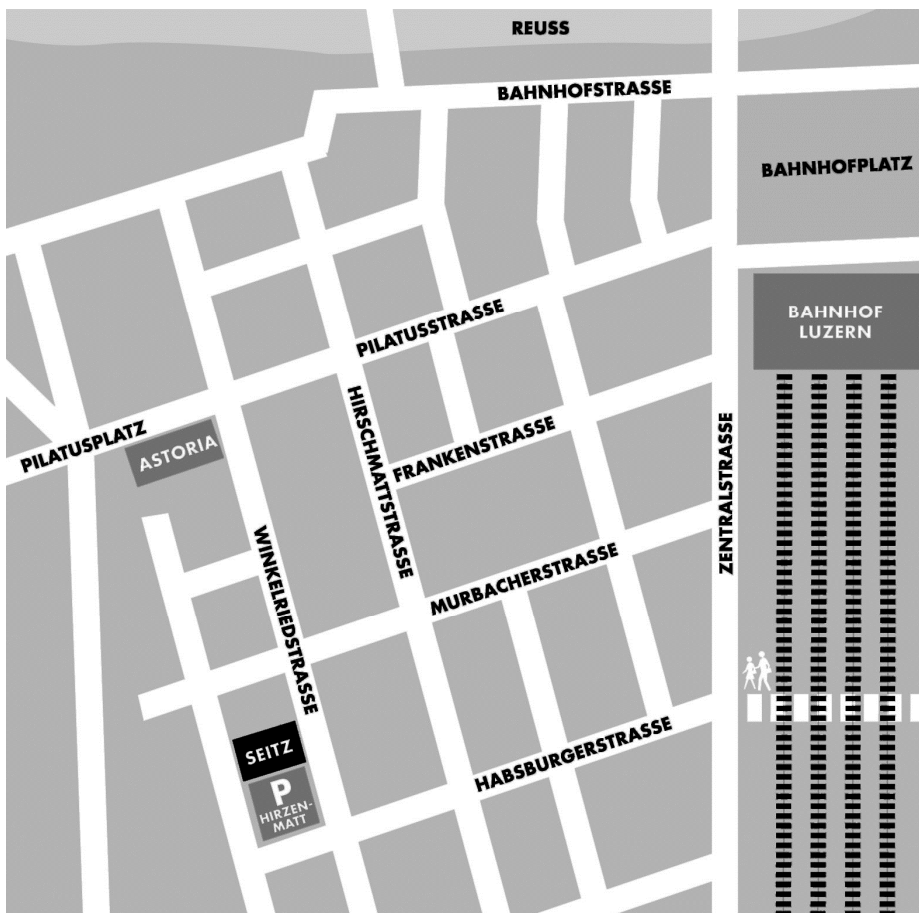 REUSS
BAHNHOFSTRASSE
BAHNHOFPLATZ
BAHNHOF
LUZERN
PILATUSSTRASSE
HIRSCHMATTSTRASSE
PILATUSPLATZ
ASTORIA
FRANKENSTRASSE
ZENTRALSTRASSE
WINKELRIEDSTRASSE
MURBACHERSTRASSE
HABSBURGERSTRASSE
SEITZ
P
HIRZEN-
MATT